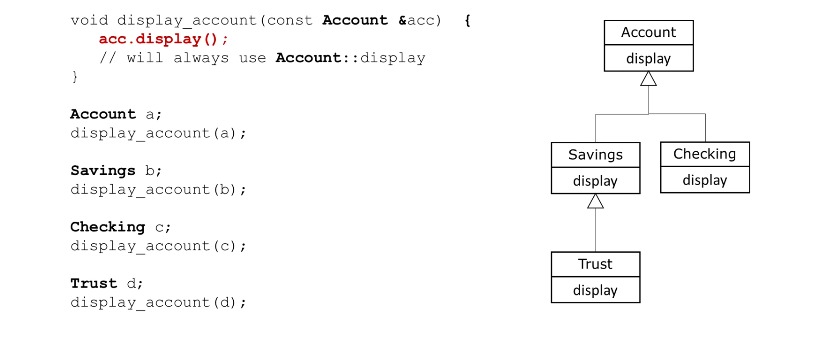 void display_account(const Account &acc)  {
   acc.display();
   // will always use Account::display
}
Account a;
display_account(a);
Savings b;
display_account(b);
Checking c;
display_account(c);
Trust d;
display_account(d);
Account
display
Savings
display
Checking
display
Trust
display